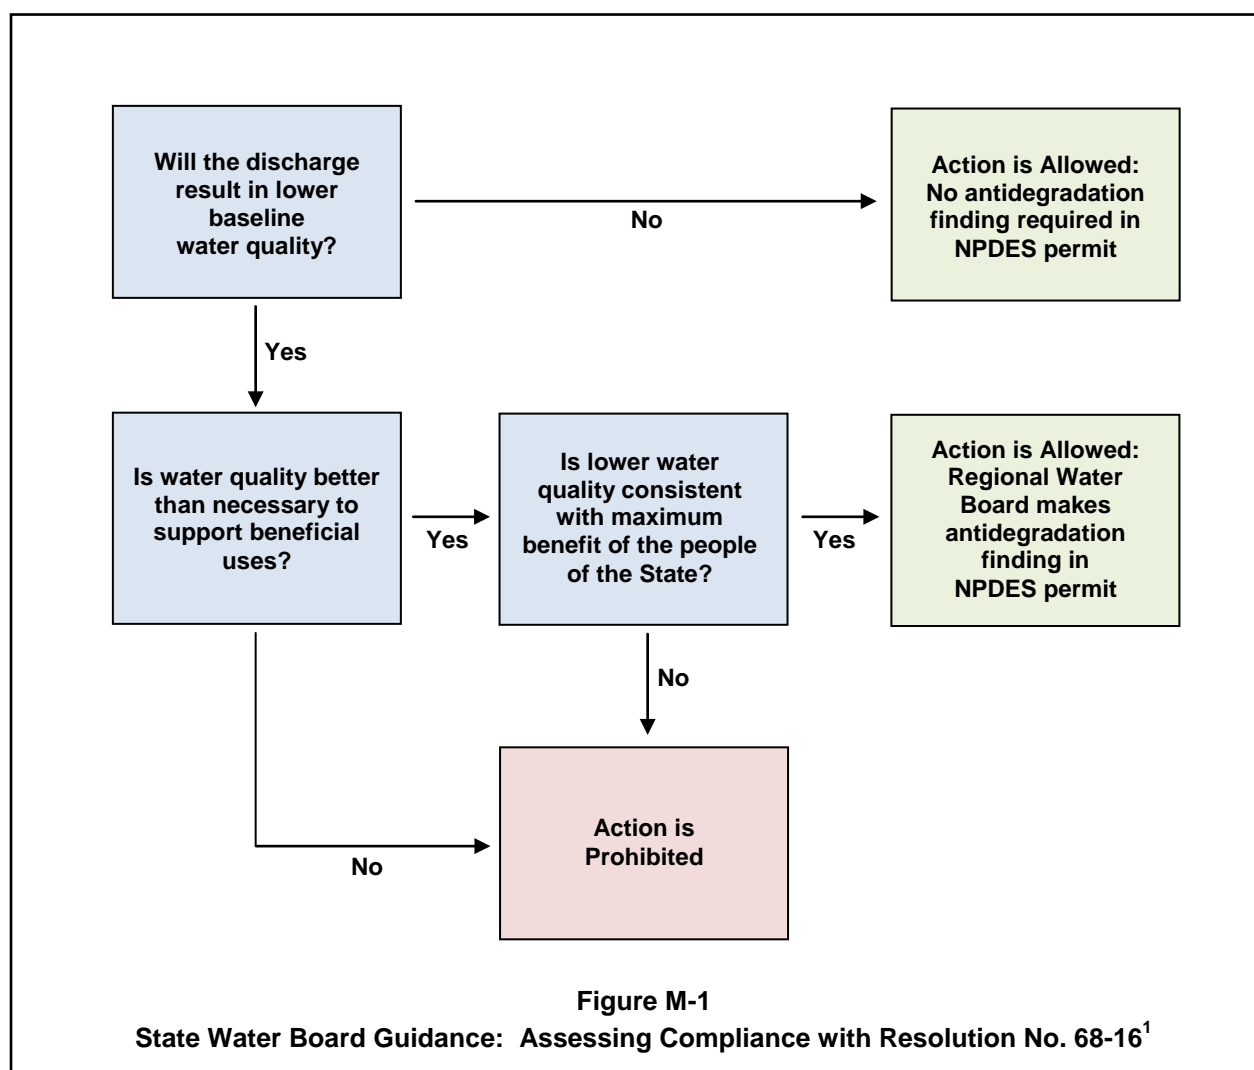 Will the discharge
result in lower
baseline
water quality?
No
Action is Allowed:
No antidegradation
finding required in
NPDES permit
Yes
Is water quality better
than necessary to
support beneficial
uses?
Yes
Is lower water
quality consistent
with maximum
benefit of the people
of the State?
Yes
Action is Allowed:
Regional Water
Board makes
antidegradation
finding in
NPDES permit
No
Action is
Prohibited
No
Figure M-1
State Water Board Guidance:  Assessing Compliance with Resolution No. 68-16¹